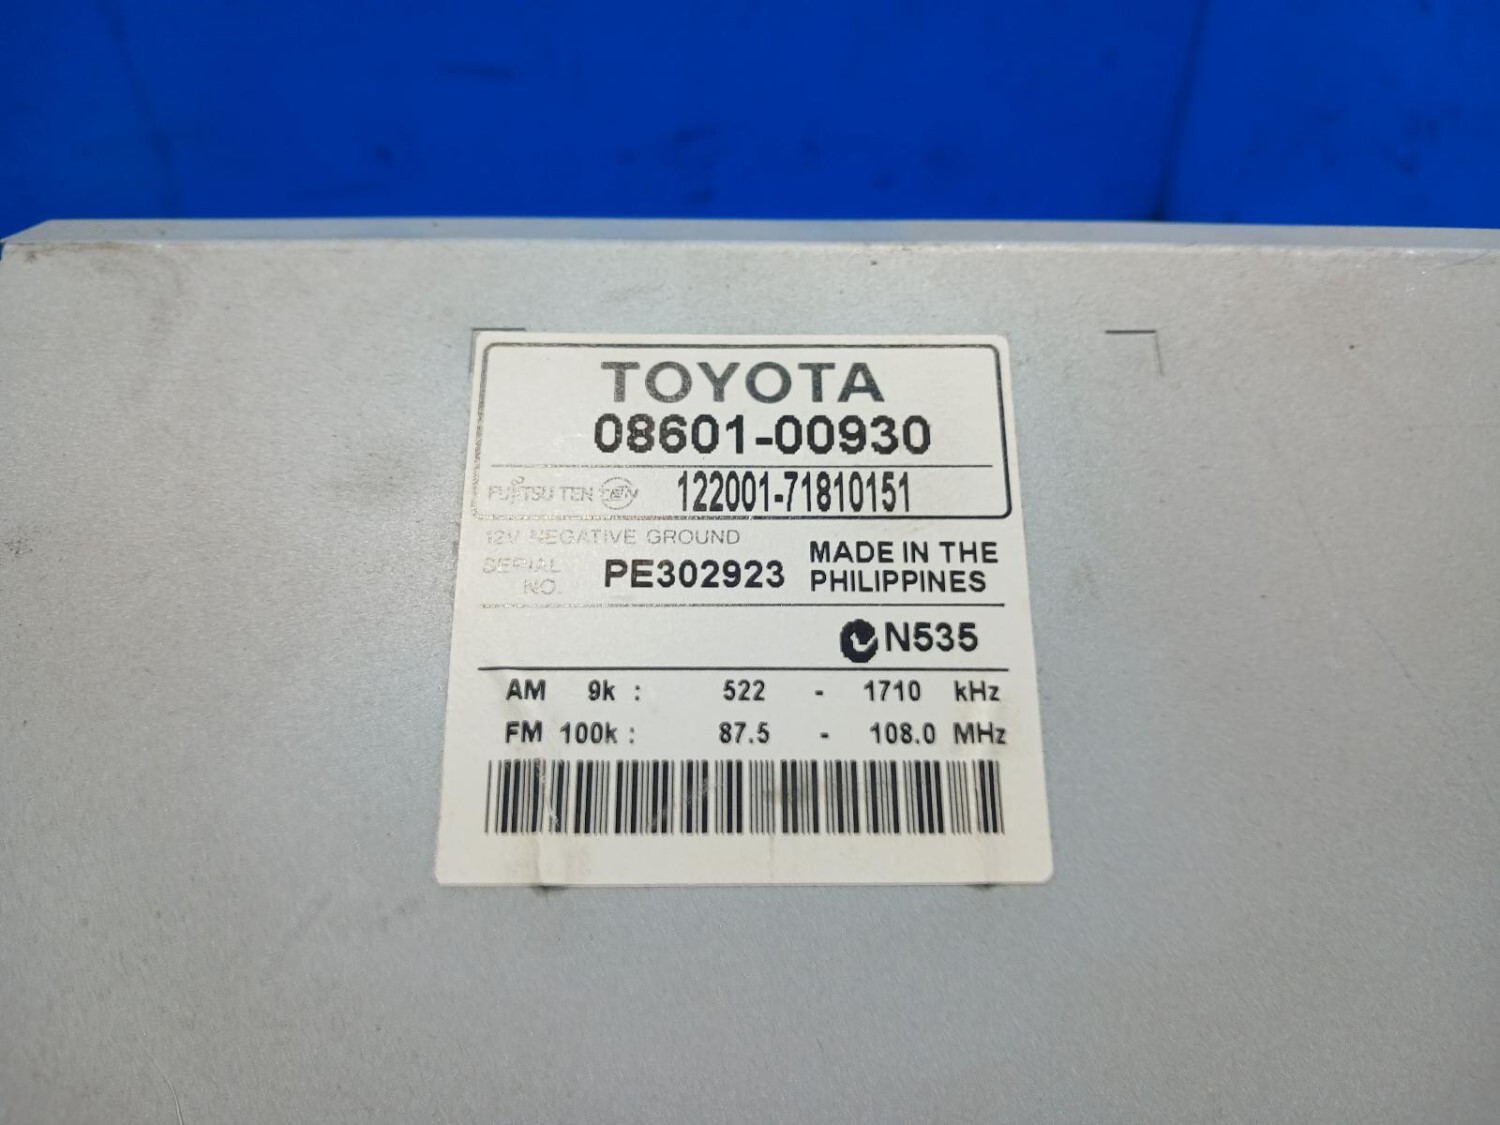 TOYOTA
08601-00930
FUJITSU TEN TEN 122001-71810151
12V NEGATIVE GROUND
SERIAL NO. PE302923
MADE IN THE
PHILIPPINES
N535
AM 9k : 522 - 1710 kHz
FM 100k : 87.5 - 108.0 MHz